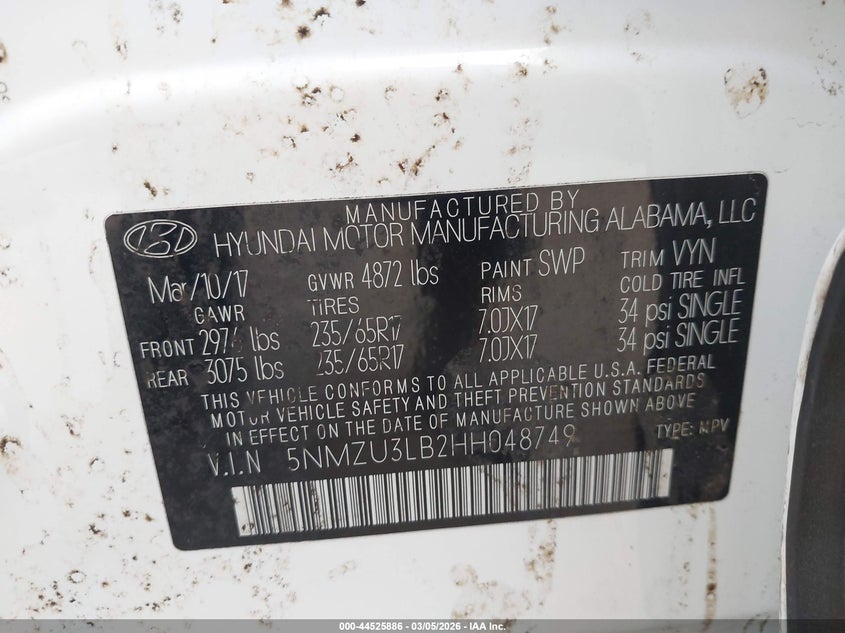 MANUFACTURED BY
HYUNDAI MOTOR MANUFACTURING ALABAMA, LLC
Mar/10/17 GVWR 4872 lbs PAINT SWP TRIM VYN
GAWR TIRES RIMS COLD TIRE INFL
FRONT lbs 235/65R17 7.0JX17 34 psi SINGLE
REAR 3075 lbs 235/65R17 7.0JX17 34 psi SINGLE
THIS VEHICLE CONFORMS TO ALL APPLICABLE U.S.A. FEDERAL
MOTOR VEHICLE SAFETY AND THEFT PREVENTION STANDARDS
IN EFFECT ON THE DATE OF MANUFACTURE SHOWN ABOVE
V.I.N 5NMZU3LB2HH048749 TYPE: MPV
000-44525886 | 03/05/2026 - IAA Inc.